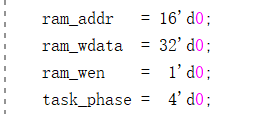 ram_addr   = 16'd0;
ram_wdata  = 32'd0;
ram_wen    =  1'd0;
task_phase =  4'd0;